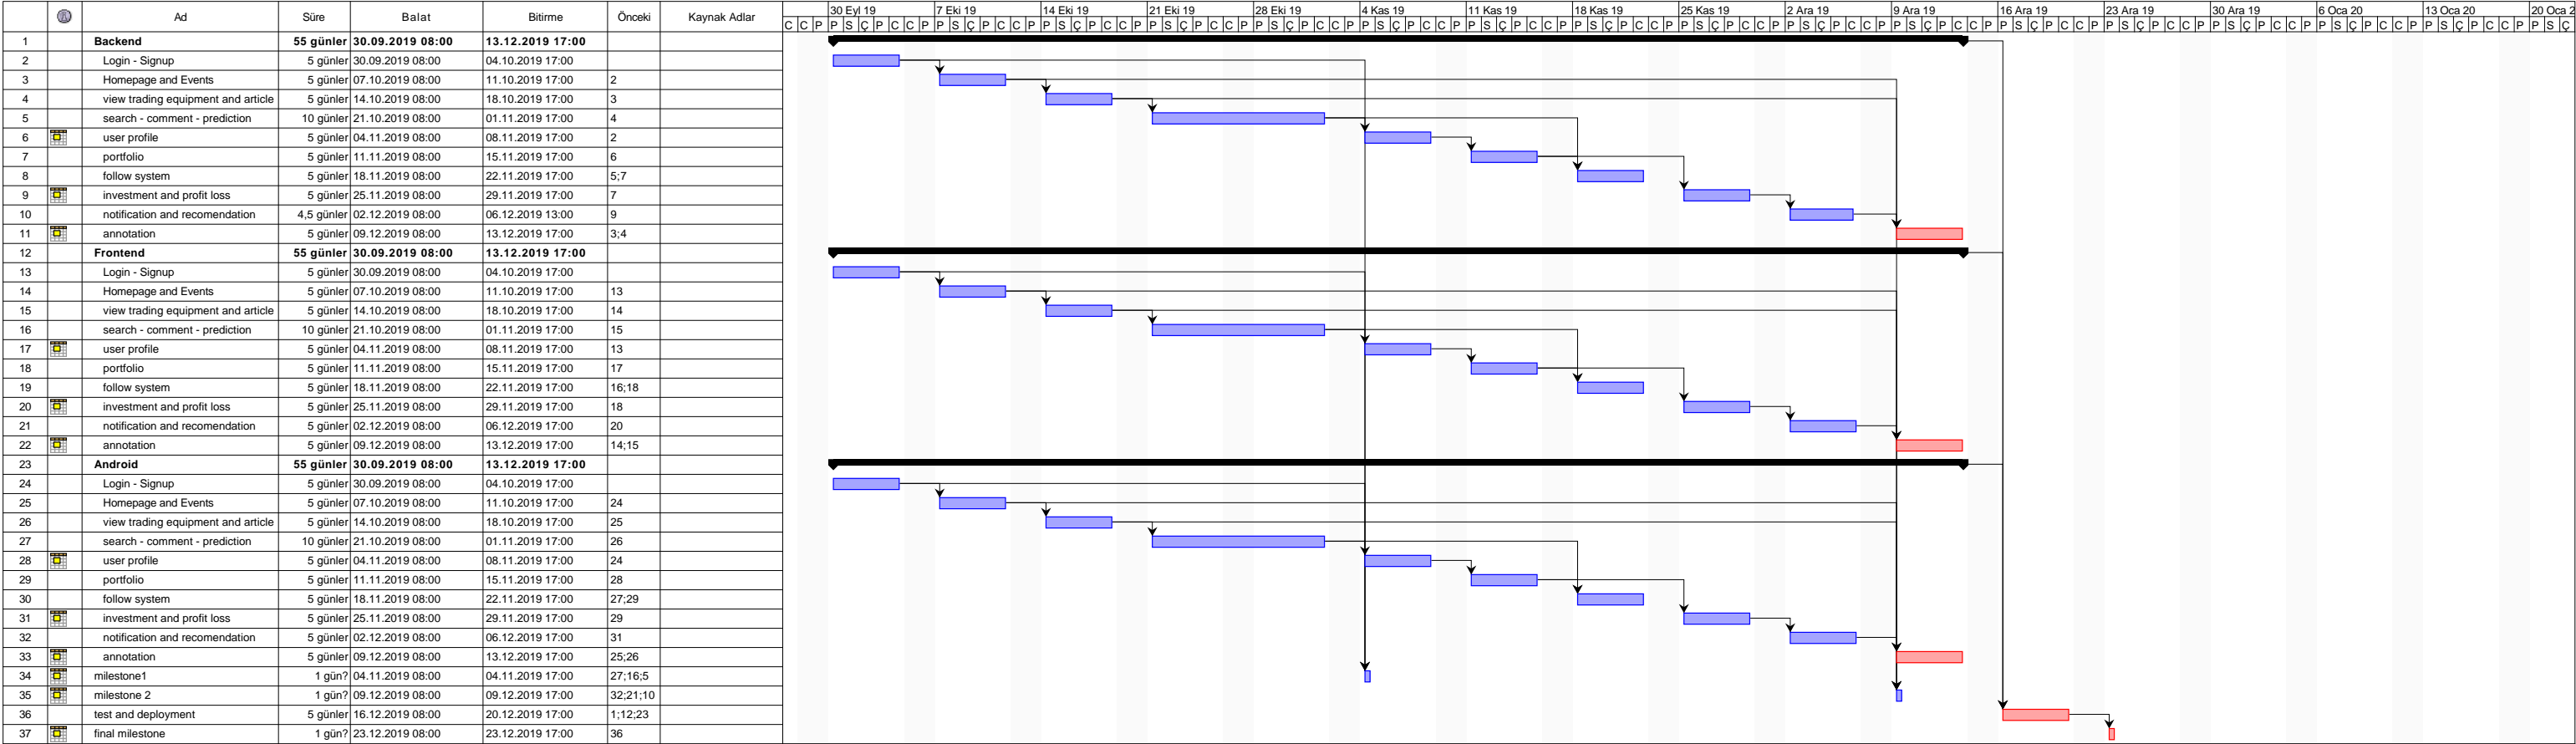 Ad Süre Balat Bitirme Önceki Kaynak Adlar
30 Eyl 19 7 Eki 19 14 Eki 19 21 Eki 19 28 Eki 19 4 Kas 19 11 Kas 19 18 Kas 19 25 Kas 19 2 Ara 19 9 Ara 19 16 Ara 19 23 Ara 19 30 Ara 19 6 Oca 20 13 Oca 20 20 Oca 2
C C P P S Ç P C C P P S Ç P C C P P S Ç P C C P P S Ç P C C P P S Ç P C C P P S Ç P C C P P S Ç P C C P P S Ç P C C P P S Ç P C C P P S Ç P C C P P S Ç P C C P P S Ç P C C P P S Ç P C C P P S Ç P C C P P S Ç P C C P P S Ç P C C P P S Ç
1 Backend 55 günler 30.09.2019 08:00 13.12.2019 17:00
2 Login - Signup 5 günler 30.09.2019 08:00 04.10.2019 17:00
3 Homepage and Events 5 günler 07.10.2019 08:00 11.10.2019 17:00 2
4 view trading equipment and article 5 günler 14.10.2019 08:00 18.10.2019 17:00 3
5 search - comment - prediction 10 günler 21.10.2019 08:00 01.11.2019 17:00 4
6 user profile 5 günler 04.11.2019 08:00 08.11.2019 17:00 2
7 portfolio 5 günler 11.11.2019 08:00 15.11.2019 17:00 6
8 follow system 5 günler 18.11.2019 08:00 22.11.2019 17:00 5;7
9 investment and profit loss 5 günler 25.11.2019 08:00 29.11.2019 17:00 7
10 notification and recomendation 4,5 günler 02.12.2019 08:00 06.12.2019 13:00 9
11 annotation 5 günler 09.12.2019 08:00 13.12.2019 17:00 3;4
12 Frontend 55 günler 30.09.2019 08:00 13.12.2019 17:00
13 Login - Signup 5 günler 30.09.2019 08:00 04.10.2019 17:00
14 Homepage and Events 5 günler 07.10.2019 08:00 11.10.2019 17:00 13
15 view trading equipment and article 5 günler 14.10.2019 08:00 18.10.2019 17:00 14
16 search - comment - prediction 10 günler 21.10.2019 08:00 01.11.2019 17:00 15
17 user profile 5 günler 04.11.2019 08:00 08.11.2019 17:00 13
18 portfolio 5 günler 11.11.2019 08:00 15.11.2019 17:00 17
19 follow system 5 günler 18.11.2019 08:00 22.11.2019 17:00 16;18
20 investment and profit loss 5 günler 25.11.2019 08:00 29.11.2019 17:00 18
21 notification and recomendation 5 günler 02.12.2019 08:00 06.12.2019 17:00 20
22 annotation 5 günler 09.12.2019 08:00 13.12.2019 17:00 14;15
23 Android 55 günler 30.09.2019 08:00 13.12.2019 17:00
24 Login - Signup 5 günler 30.09.2019 08:00 04.10.2019 17:00
25 Homepage and Events 5 günler 07.10.2019 08:00 11.10.2019 17:00 24
26 view trading equipment and article 5 günler 14.10.2019 08:00 18.10.2019 17:00 25
27 search - comment - prediction 10 günler 21.10.2019 08:00 01.11.2019 17:00 26
28 user profile 5 günler 04.11.2019 08:00 08.11.2019 17:00 24
29 portfolio 5 günler 11.11.2019 08:00 15.11.2019 17:00 28
30 follow system 5 günler 18.11.2019 08:00 22.11.2019 17:00 27;29
31 investment and profit loss 5 günler 25.11.2019 08:00 29.11.2019 17:00 29
32 notification and recomendation 5 günler 02.12.2019 08:00 06.12.2019 17:00 31
33 annotation 5 günler 09.12.2019 08:00 13.12.2019 17:00 25;26
34 milestone1 1 gün? 04.11.2019 08:00 04.11.2019 17:00 27;16;5
35 milestone 2 1 gün? 09.12.2019 08:00 09.12.2019 17:00 32;21;10
36 test and deployment 5 günler 16.12.2019 08:00 20.12.2019 17:00 1;12;23
37 final milestone 1 gün? 23.12.2019 08:00 23.12.2019 17:00 36